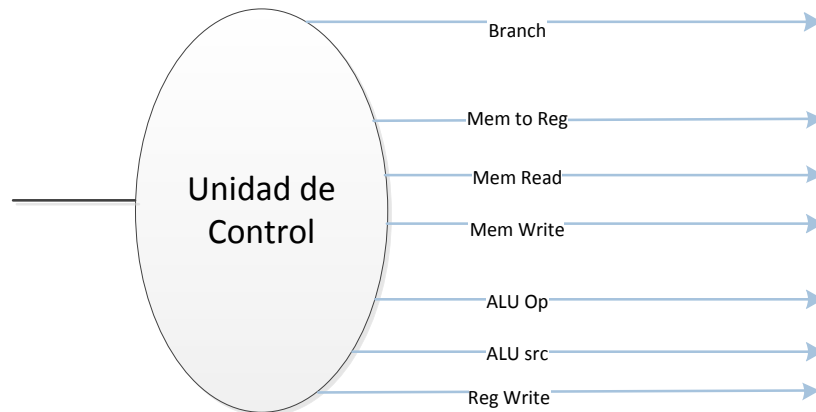 Branch
Mem to Reg
Mem Read
Unidad de
Control
Mem Write
ALU Op
ALU src
Reg Write